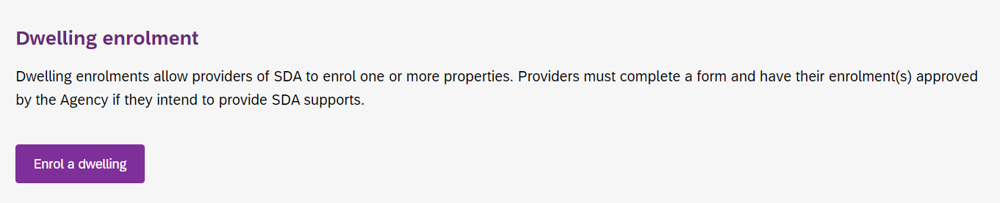 Dwelling enrolment
Dwelling enrolments allow providers of SDA to enrol one or more properties. Providers must complete a form and have their enrolment(s) approved
by the Agency if they intend to provide SDA supports.
Enrol a dwelling